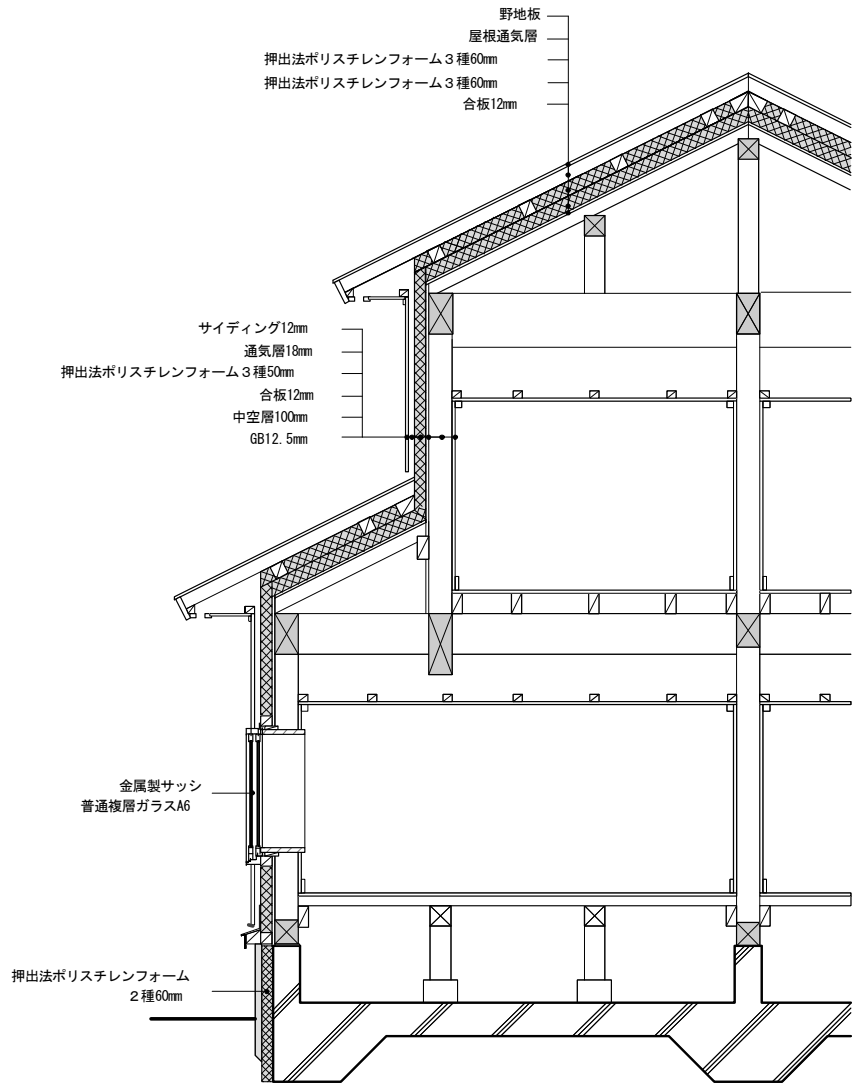 野地板
屋根通気層
押出法ポリスチレンフォーム３種60mm
押出法ポリスチレンフォーム３種60mm
合板12mm
サイディング12mm
通気層18mm
押出法ポリスチレンフォーム３種50mm
合板12mm
中空層100mm
GB12.5mm
金属製サッシ
普通複層ガラスA6
押出法ポリスチレンフォーム
２種60mm